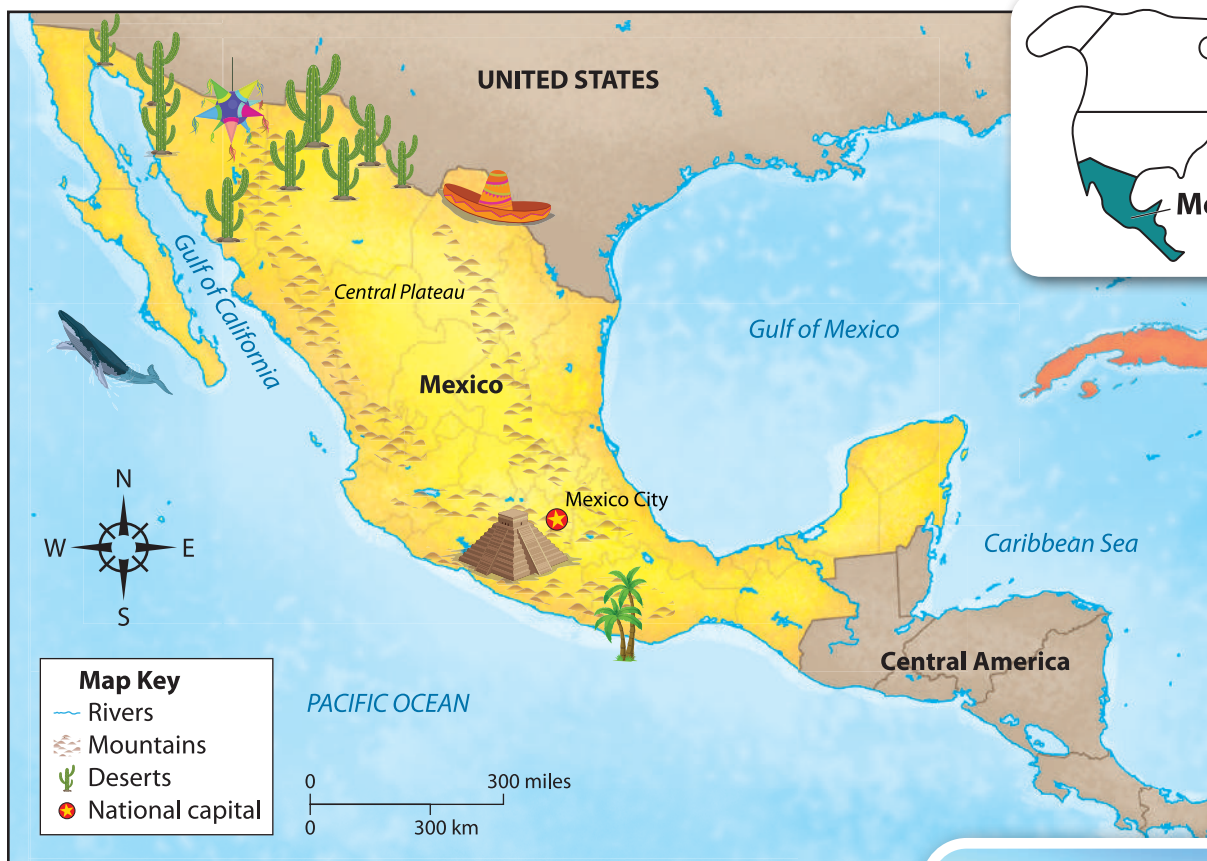 UNITED STATES
Gulf of California
Central Plateau
Gulf of Mexico
Mexico
Mexico City
N
W
E
S
Caribbean Sea
Central America
PACIFIC OCEAN
Map Key
Rivers
Mountains
Deserts
National capital
0
300 miles
0
300 km